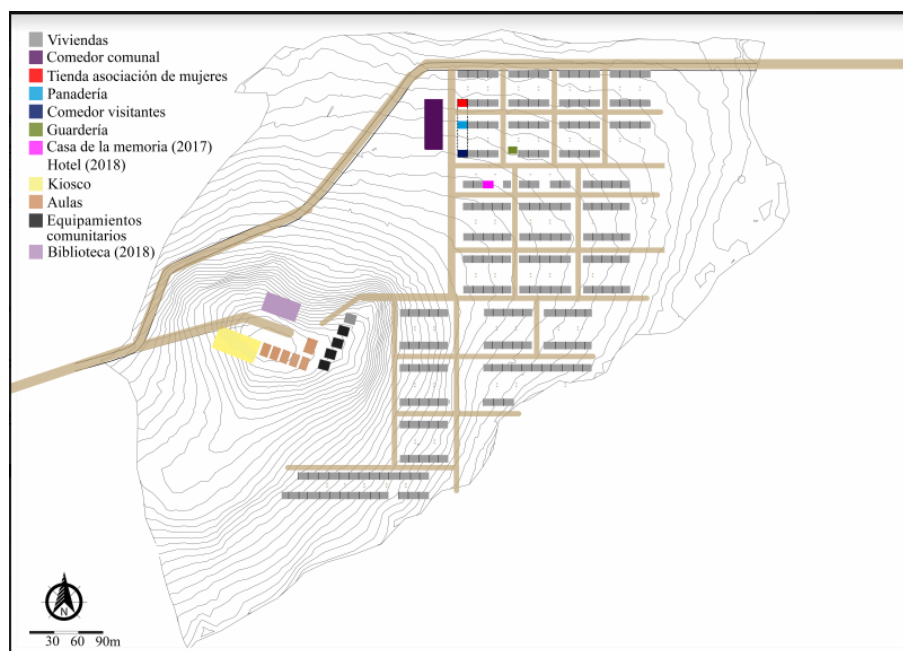 Viviendas
Comedor comunal
Tienda asociación de mujeres
Panadería
Comedor visitantes
Guardería
Casa de la memoria (2017)
Hotel (2018)
Kiosco
Aulas
Equipamientos
comunitarios
Biblioteca (2018)
N
30 60 90m